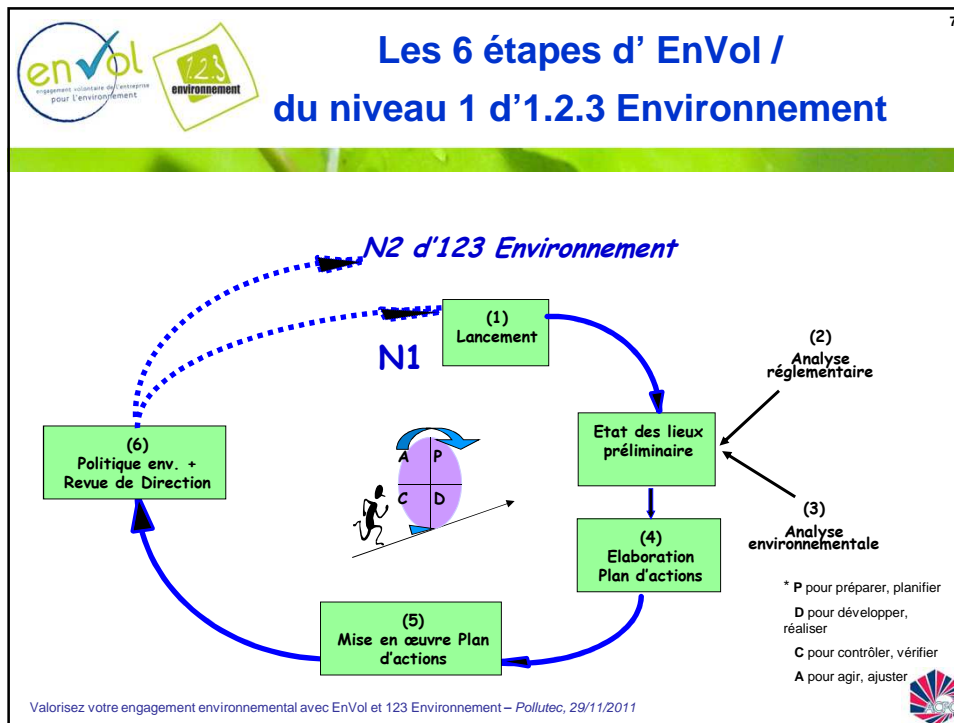 7
envol
engagement volontaire de l'entreprise
pour l'environnement
1.2.3
environnement
Les 6 étapes d' EnVol /
du niveau 1 d'1.2.3 Environnement
N2 d'123 Environnement
N1
(1)
Lancement
(2)
Analyse
réglementaire
Etat des lieux
préliminaire
(3)
Analyse
environnementale
(4)
Elaboration
Plan d'actions
(5)
Mise en œuvre Plan
d'actions
(6)
Politique env. +
Revue de Direction
A P
C D
* P pour préparer, planifier
D pour développer,
réaliser
C pour contrôler, vérifier
A pour agir, ajuster
Valorisez votre engagement environnemental avec EnVol et 123 Environnement – Pollutec, 29/11/2011
ACFCI